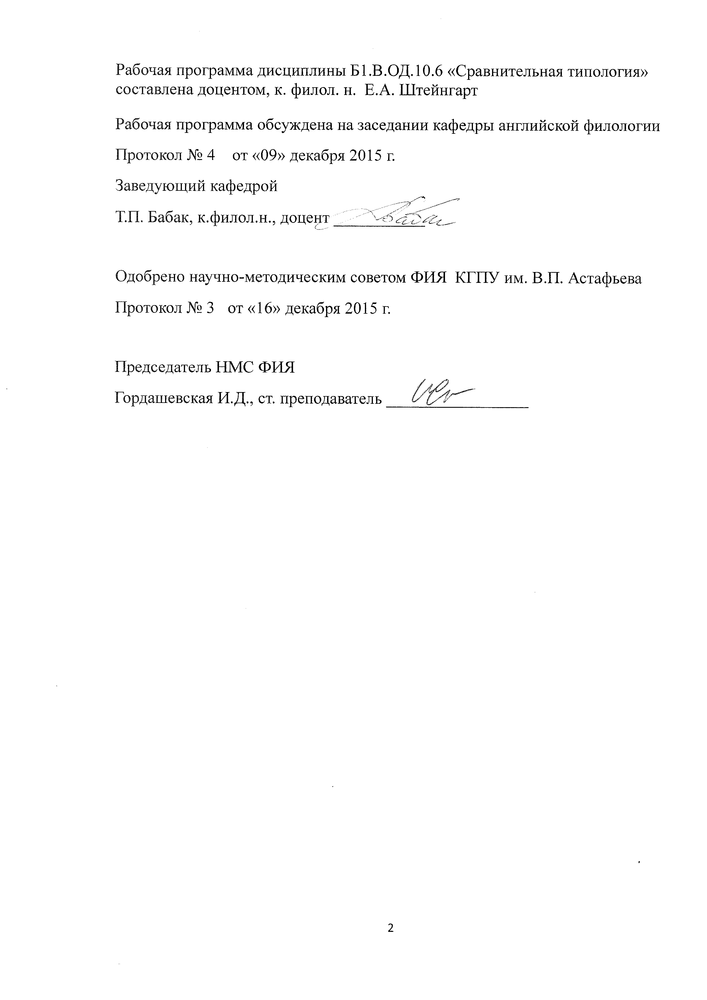 Рабочая программа дисциплины Б1.В.ОД.10.6 «Сравнительная типология»
составлена доцентом, к. филол. н. Е.А. Штейнгарт
Рабочая программа обсуждена на заседании кафедры английской филологии
Протокол № 4 от «09» декабря 2015 г.
Заведующий кафедрой
Т.П. Бабак, к.филол.н., доцент
Одобрено научно-методическим советом ФИЯ КГПУ им. В.П. Астафьева
Протокол № 3 от «16» декабря 2015 г.
Председатель НМС ФИЯ
Гордашевская И.Д., ст. преподаватель
2